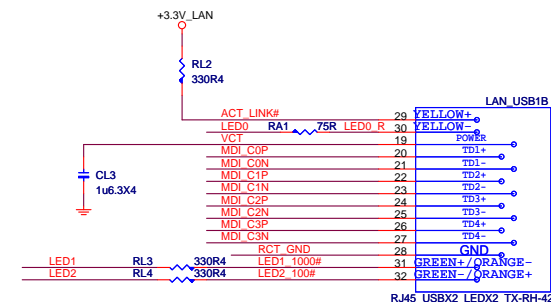 +3.3V_LAN
RL2
330R4
LAN_USB1B
ACT_LINK# 29 YELLOW+
LED0 RA1 75R LED0_R 30 YELLOW-
VCT 19 POWER
MDI_C0P 20 TD1+
MDI_C0N 21 TD1-
MDI_C1P 22 TD2+
MDI_C1N 23 TD2-
MDI_C2P 24 TD3+
MDI_C2N 25 TD3-
MDI_C3P 26 TD4+
MDI_C3N 27 TD4-
CL3
1u6.3X4
RCT_GND 28 GND
LED1 RL3 330R4 LED1_1000# 31 GREEN+/ORANGE-
LED2 RL4 330R4 LED2_100# 32 GREEN-/ORANGE+
RJ45_USBX2_LEDX2_TX-RH-42